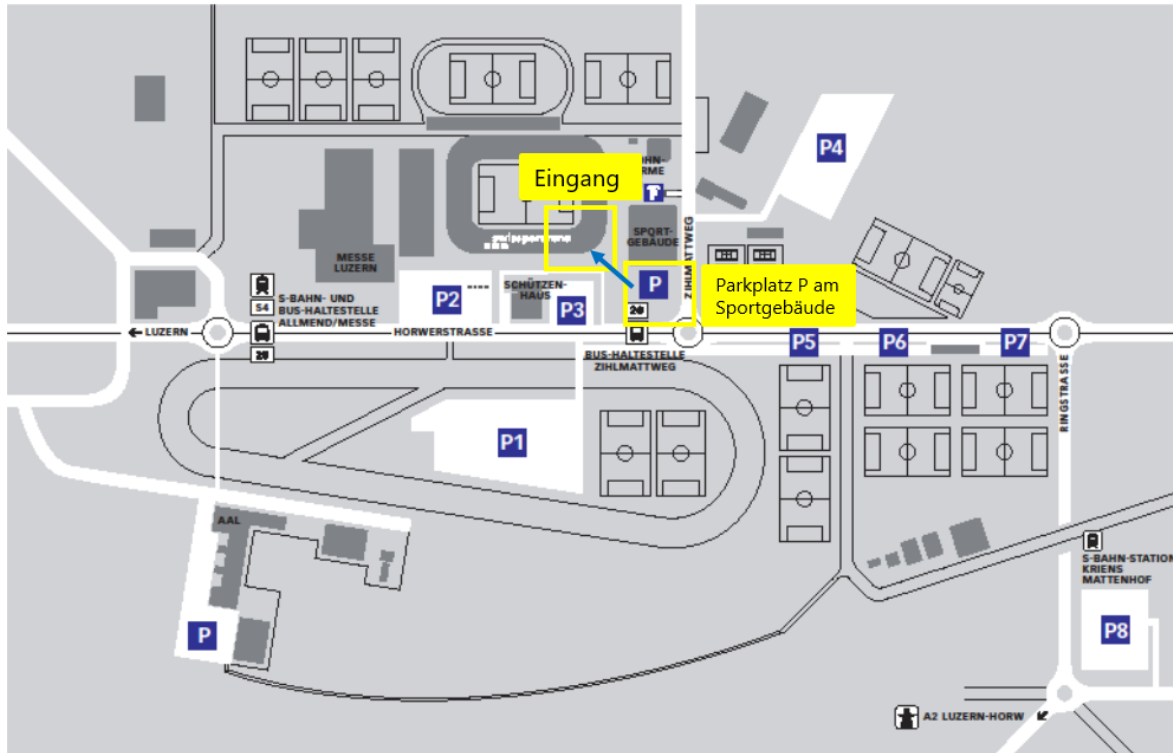 P4
Eingang
SPORT-
GEBÄUDE
ZIHLMATTWEG
MESSE
LUZERN
swissporarena
P
Parkplatz P am
Sportgebäude
S4
S-BAHN- UND
BUS-HALTESTELLE
ALLMEND/MESSE
P2
SCHÜTZEN-
HAUS
P3
20
LUZERN
HORWERSTRASSE
20
BUS-HALTESTELLE
ZIHLMATTWEG
P5
P6
P7
RINGSTRASSE
P1
AAL
S-BAHN-STATION
KRIENS
MATTENHOF
P
P8
A2 LUZERN-HORW